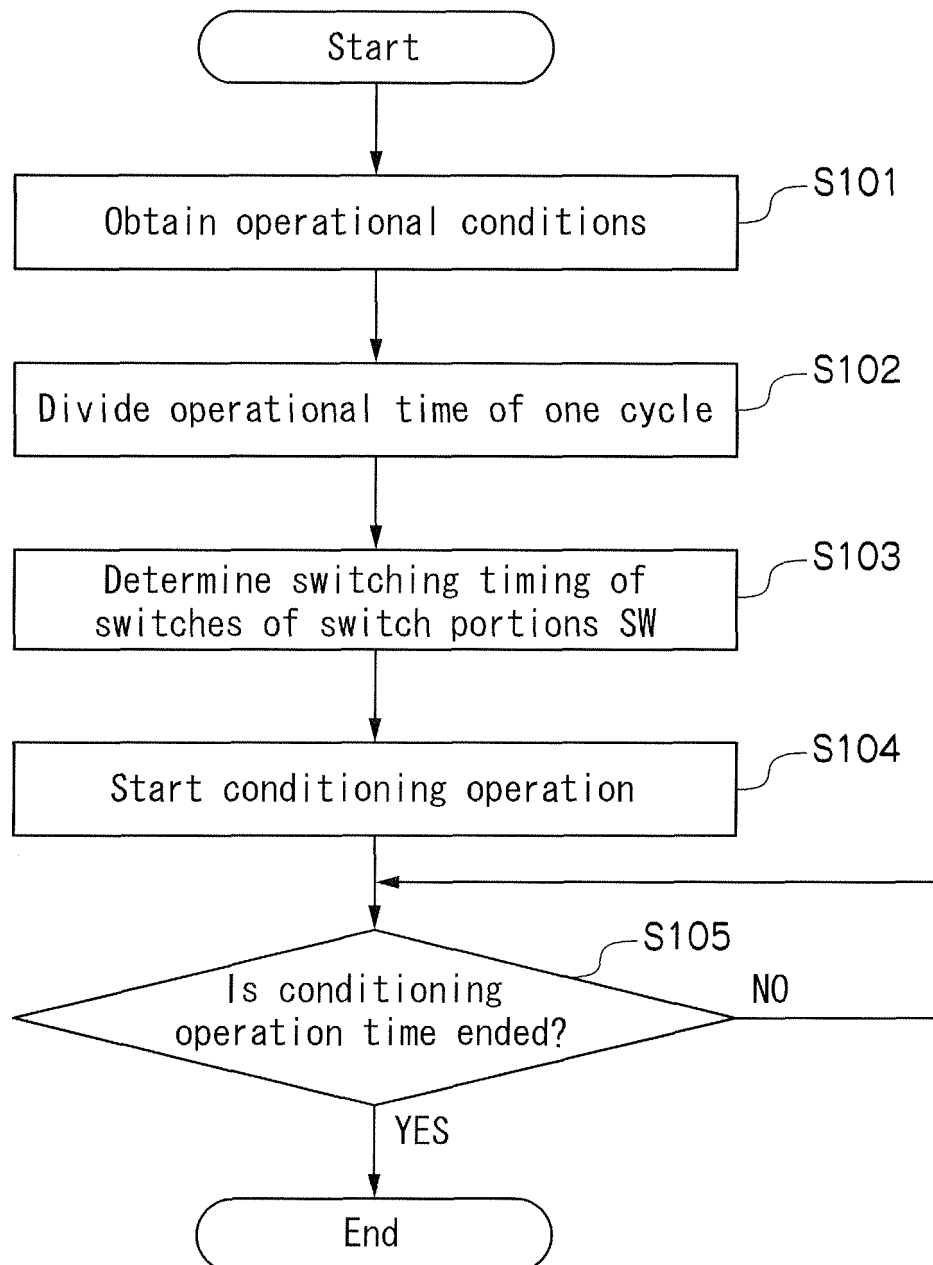 Start
S101
Obtain operational conditions
S102
Divide operational time of one cycle
S103
Determine switching timing of
switches of switch portions SW
S104
Start conditioning operation
S105
Is conditioning
operation time ended?
NO
YES
End